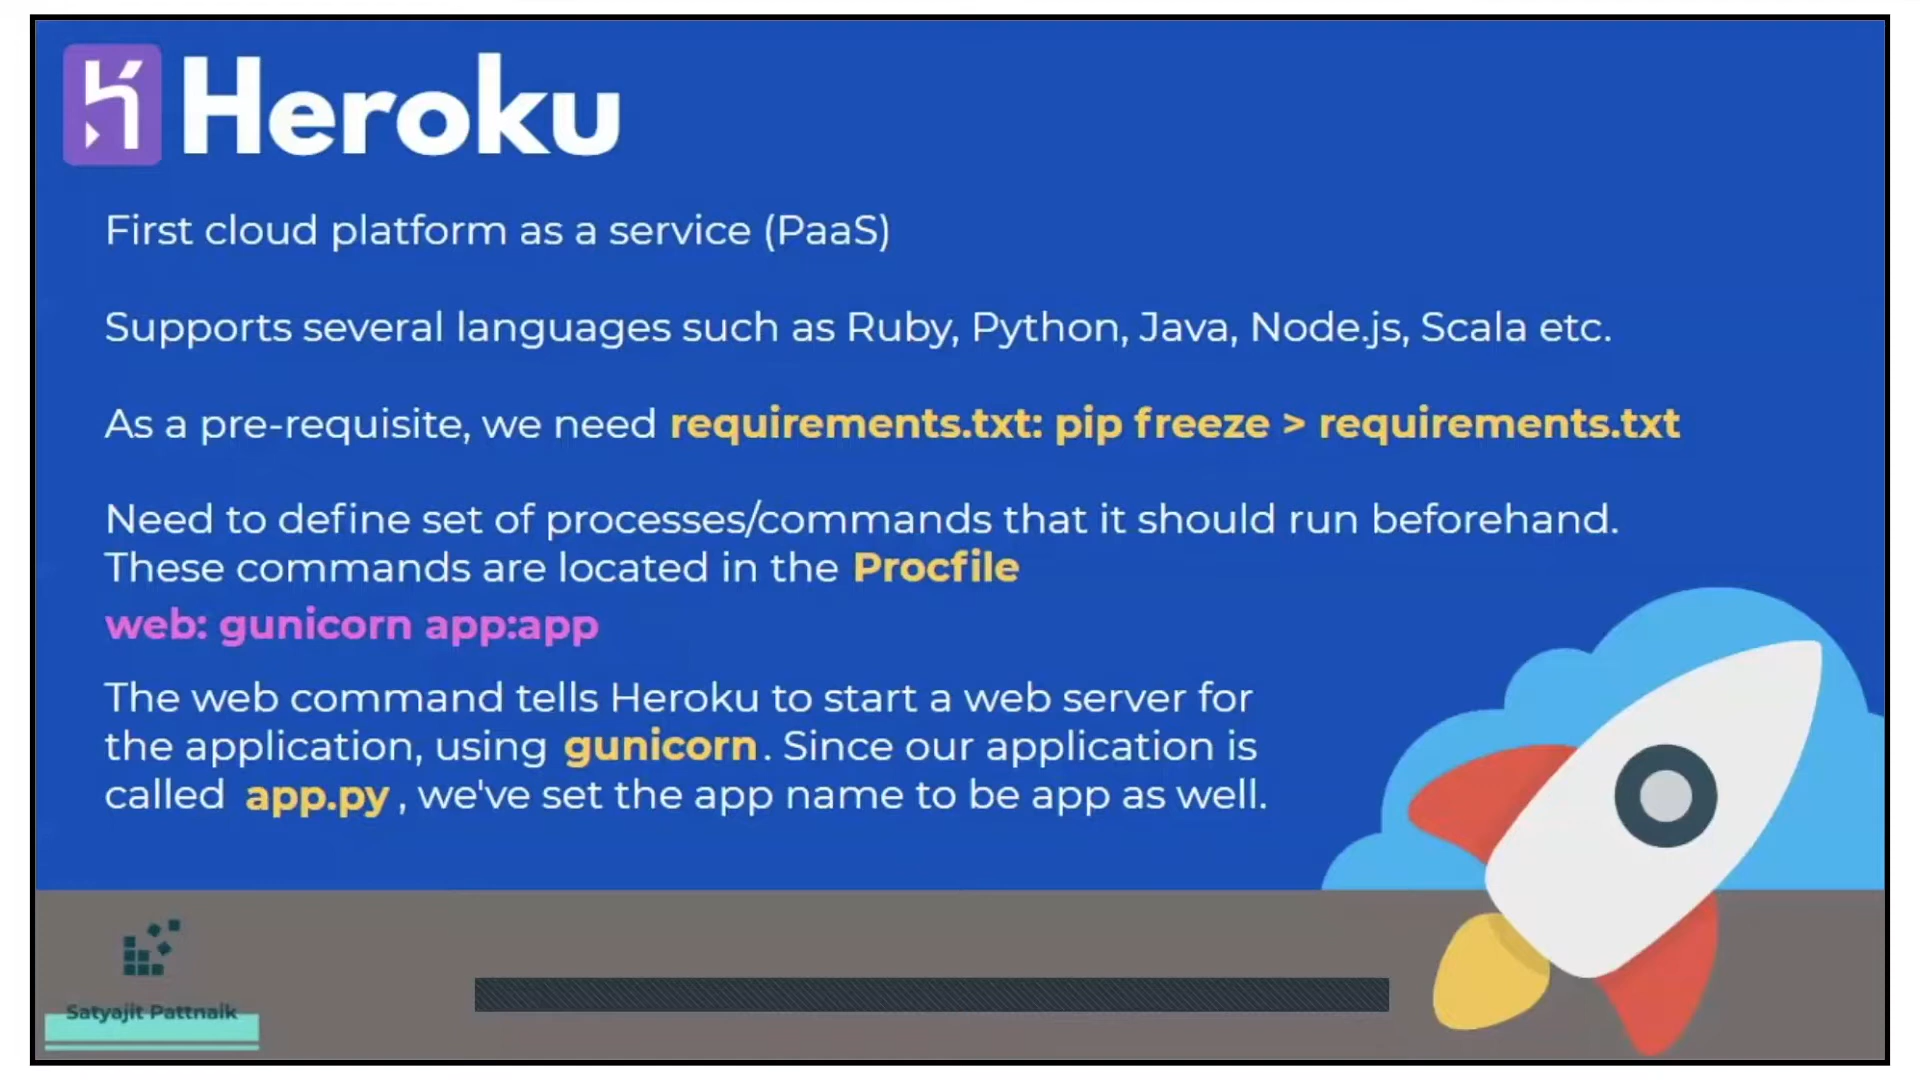 Heroku
First cloud platform as a service (PaaS)
Supports several languages such as Ruby, Python, Java, Node.js, Scala etc.
As a pre-requisite, we need requirements.txt: pip freeze > requirements.txt
Need to define set of processes/commands that it should run beforehand.
These commands are located in the Procfile
web: gunicorn app:app
The web command tells Heroku to start a web server for
the application, using gunicorn. Since our application is
called app.py, we've set the app name to be app as well.
Satyajit Pattnaik